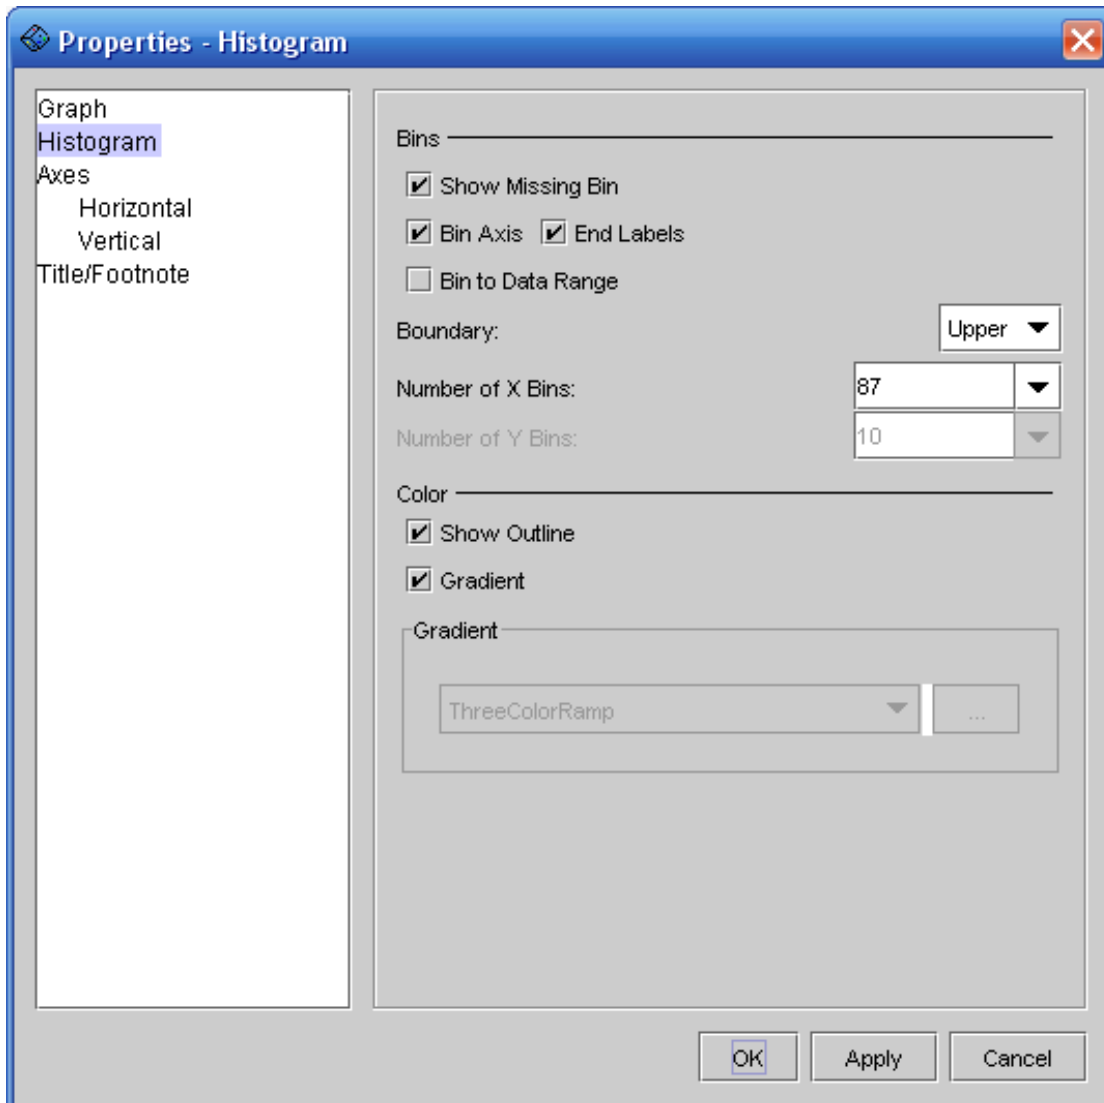 Properties - Histogram
Graph
Histogram
Axes
Horizontal
Vertical
Title/Footnote
Bins
Show Missing Bin
Bin Axis End Labels
Bin to Data Range
Boundary: Upper
Number of X Bins: 87
Number of Y Bins: 10
Color
Show Outline
Gradient
Gradient
ThreeColorRamp ...
OK Apply Cancel